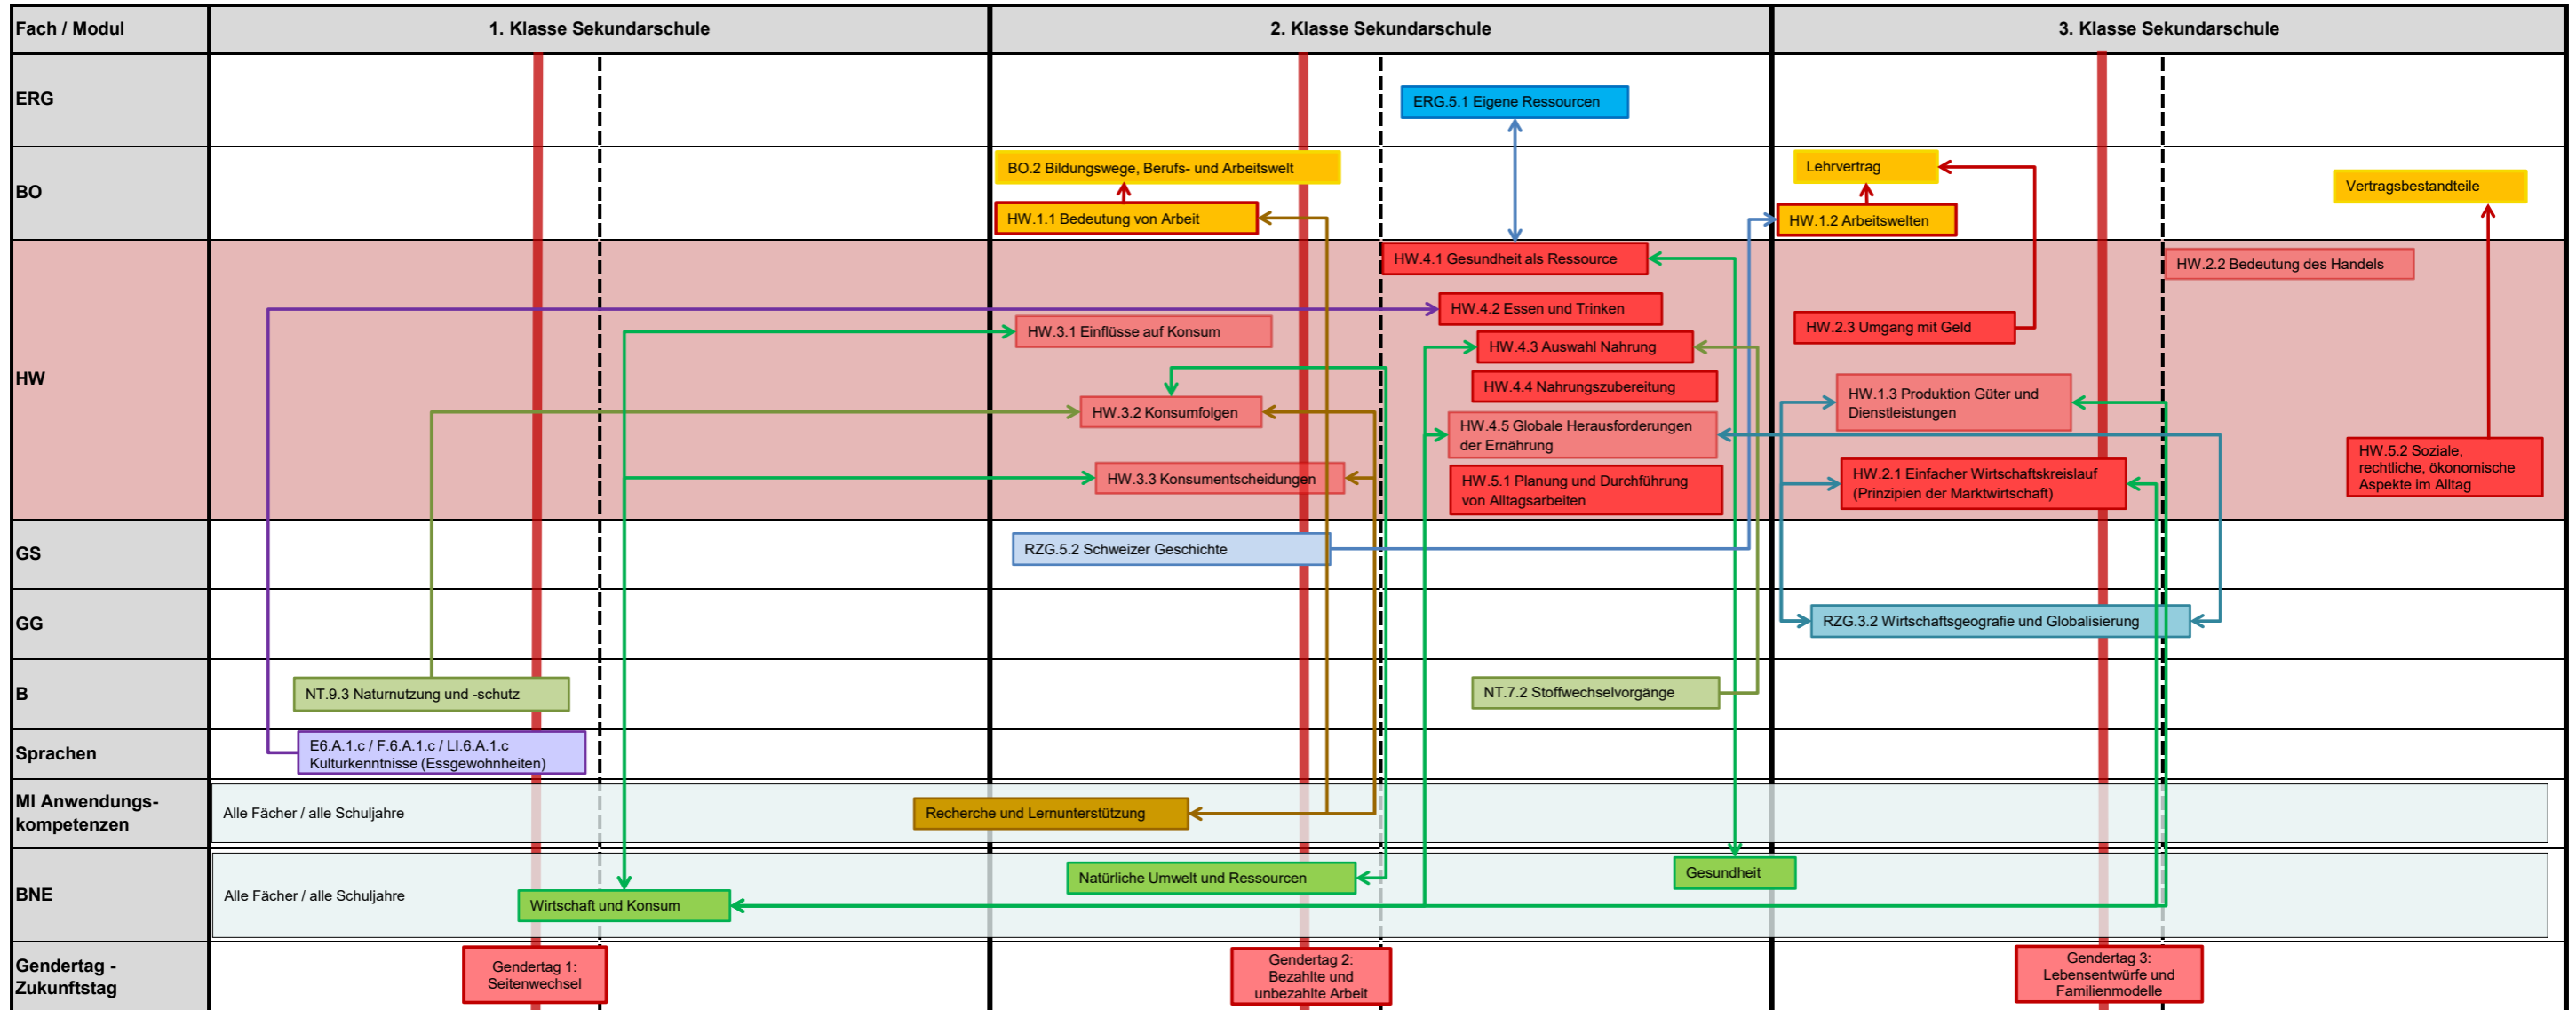 Fach / Modul
1. Klasse Sekundarschule
2. Klasse Sekundarschule
3. Klasse Sekundarschule
ERG
ERG.5.1 Eigene Ressourcen
BO
BO.2 Bildungswege, Berufs- und Arbeitswelt
HW.1.1 Bedeutung von Arbeit
Lehrvertrag
HW.1.2 Arbeitswelten
Vertragsbestandteile
HW
HW.4.1 Gesundheit als Ressource
HW.2.2 Bedeutung des Handels
HW.4.2 Essen und Trinken
HW.3.1 Einflüsse auf Konsum
HW.2.3 Umgang mit Geld
HW.4.3 Auswahl Nahrung
HW.4.4 Nahrungszubereitung
HW.3.2 Konsumfolgen
HW.1.3 Produktion Güter und
Dienstleistungen
HW.4.5 Globale Herausforderungen
der Ernährung
HW.3.3 Konsumentscheidungen
HW.5.1 Planung und Durchführung
von Alltagsarbeiten
HW.2.1 Einfacher Wirtschaftskreislauf
(Prinzipien der Marktwirtschaft)
HW.5.2 Soziale,
rechtliche, ökonomische
Aspekte im Alltag
GS
RZG.5.2 Schweizer Geschichte
GG
RZG.3.2 Wirtschaftsgeografie und Globalisierung
B
NT.9.3 Naturnutzung und -schutz
NT.7.2 Stoffwechselvorgänge
Sprachen
E6.A.1.c / F.6.A.1.c / LI.6.A.1.c
Kulturkenntnisse (Essgewohnheiten)
MI Anwendungs-
kompetenzen
Alle Fächer / alle Schuljahre
Recherche und Lernunterstützung
BNE
Alle Fächer / alle Schuljahre
Wirtschaft und Konsum
Natürliche Umwelt und Ressourcen
Gesundheit
Gendertag -
Zukunftstag
Gendertag 1:
Seitenwechsel
Gendertag 2:
Bezahlte und
unbezahlte Arbeit
Gendertag 3:
Lebensentwürfe und
Familienmodelle